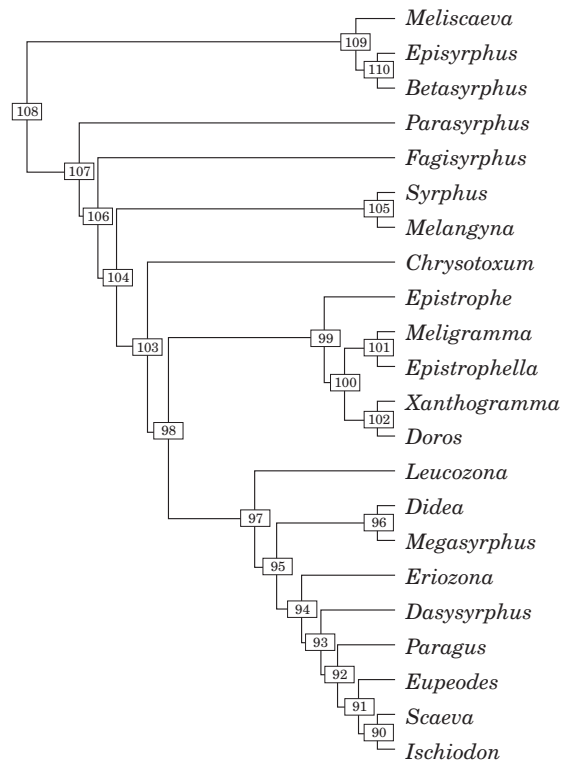 Meliscaeva
109
Episyrphus
110
Betasyrphus
108
Parasyrphus
107
Fagisyrphus
Syrphus
105
106
Melangyna
Chrysotoxum
104
Epistrophe
Meligramma
99
103
101
Epistrophella
100
Xanthogramma
102
98
Doros
Leucozona
Didea
97
96
Megasyrphus
95
Eriozona
94
Dasysyrphus
93
Paragus
92
Eupeodes
91
Scaeva
90
Ischiodon